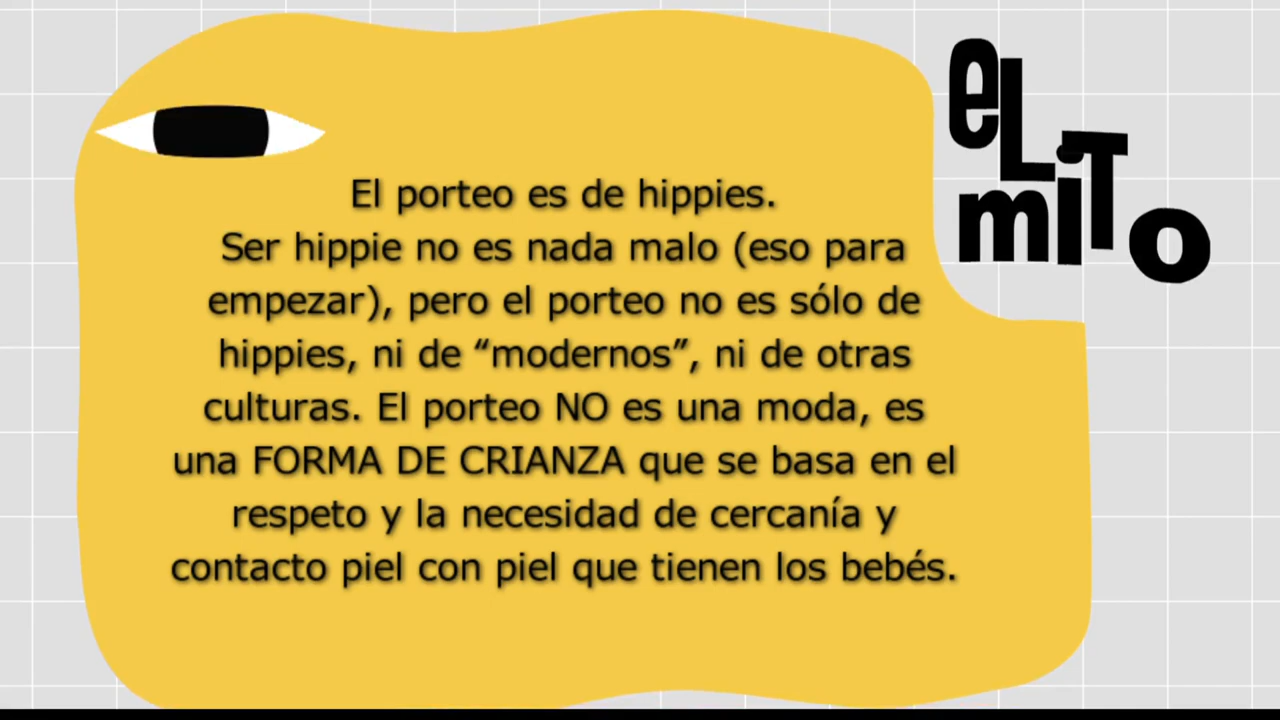 eL
miTo
El porteo es de hippies.
Ser hippie no es nada malo (eso para
empezar), pero el porteo no es sólo de
hippies, ni de “modernos”, ni de otras
culturas. El porteo NO es una moda, es
una FORMA DE CRIANZA que se basa en el
respeto y la necesidad de cercanía y
contacto piel con piel que tienen los bebés.